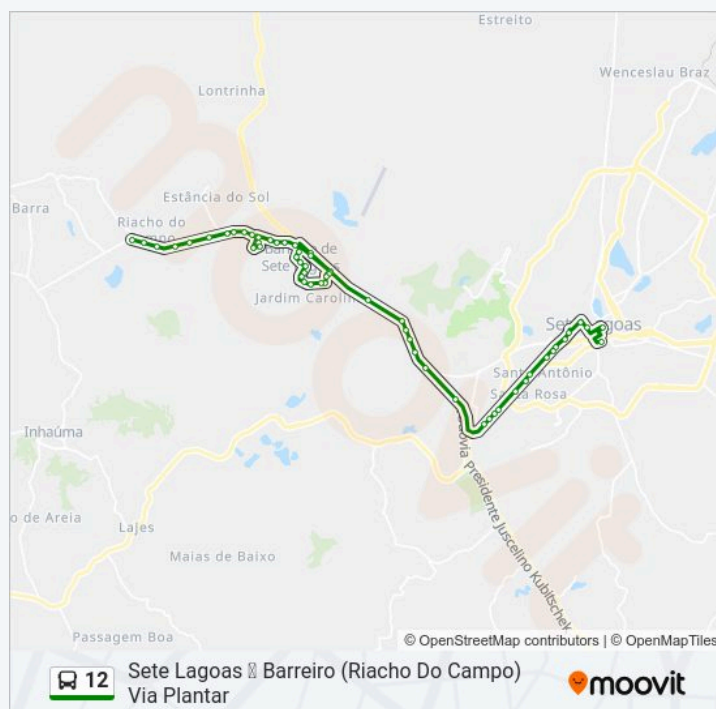 Estreito
Wenceslau Braz
Lontrinha
Estância do Sol
Barra
Riacho do
Sete
Jardim
Sete Lagoas
Santo Antônio
Santa Rosa
Inhaúma
Rodovia Presidente Juscelino Kubitschek
o de Areia
Lajes
Maias de Baixo
Passagem Boa
moovit
© OpenStreetMap contributors | © OpenMapTiles
12
Sete Lagoas Barreiro (Riacho Do Campo)
Via Plantar
moovit